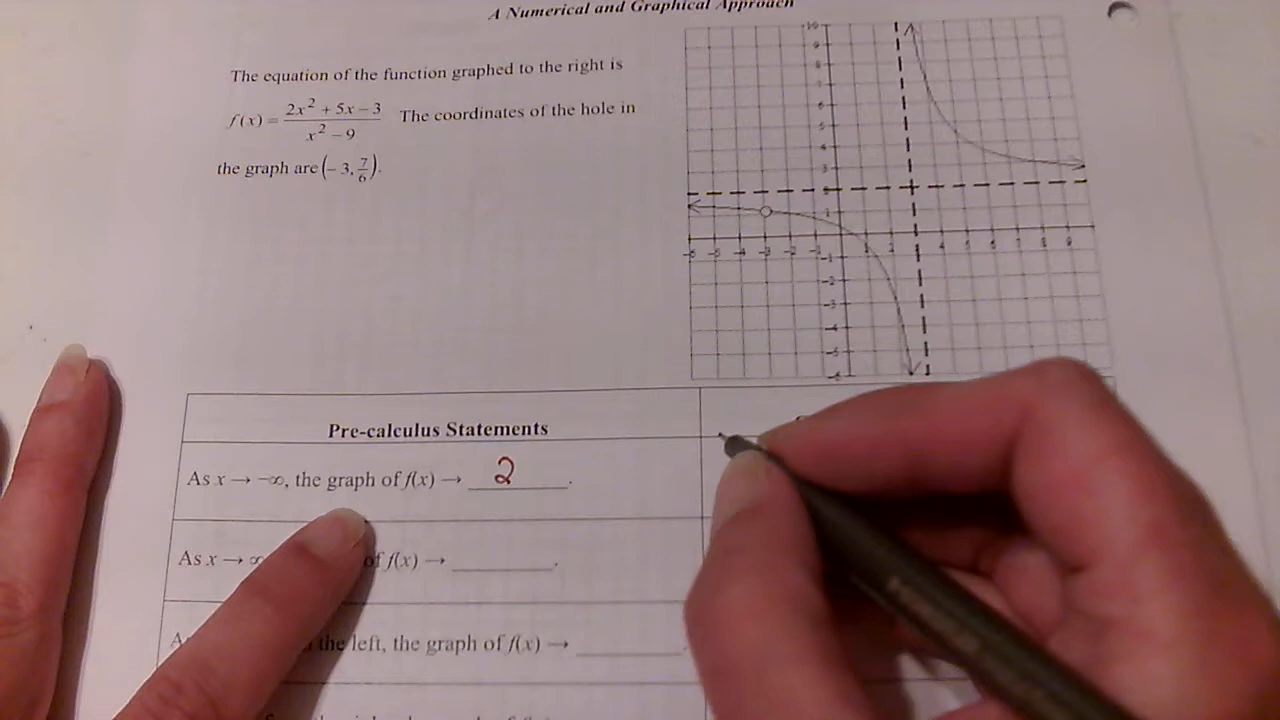 A Numerical and Graphical Approach
The equation of the function graphed to the right is
f(x) = (2x² + 5x − 3)/(x² − 9) The coordinates of the hole in
the graph are (− 3, 7/6).
Pre-calculus Statements
As x → −∞, the graph of f(x) → 2.
As x → ∞ of f(x) → ______.
the left, the graph of f(x) → ______.